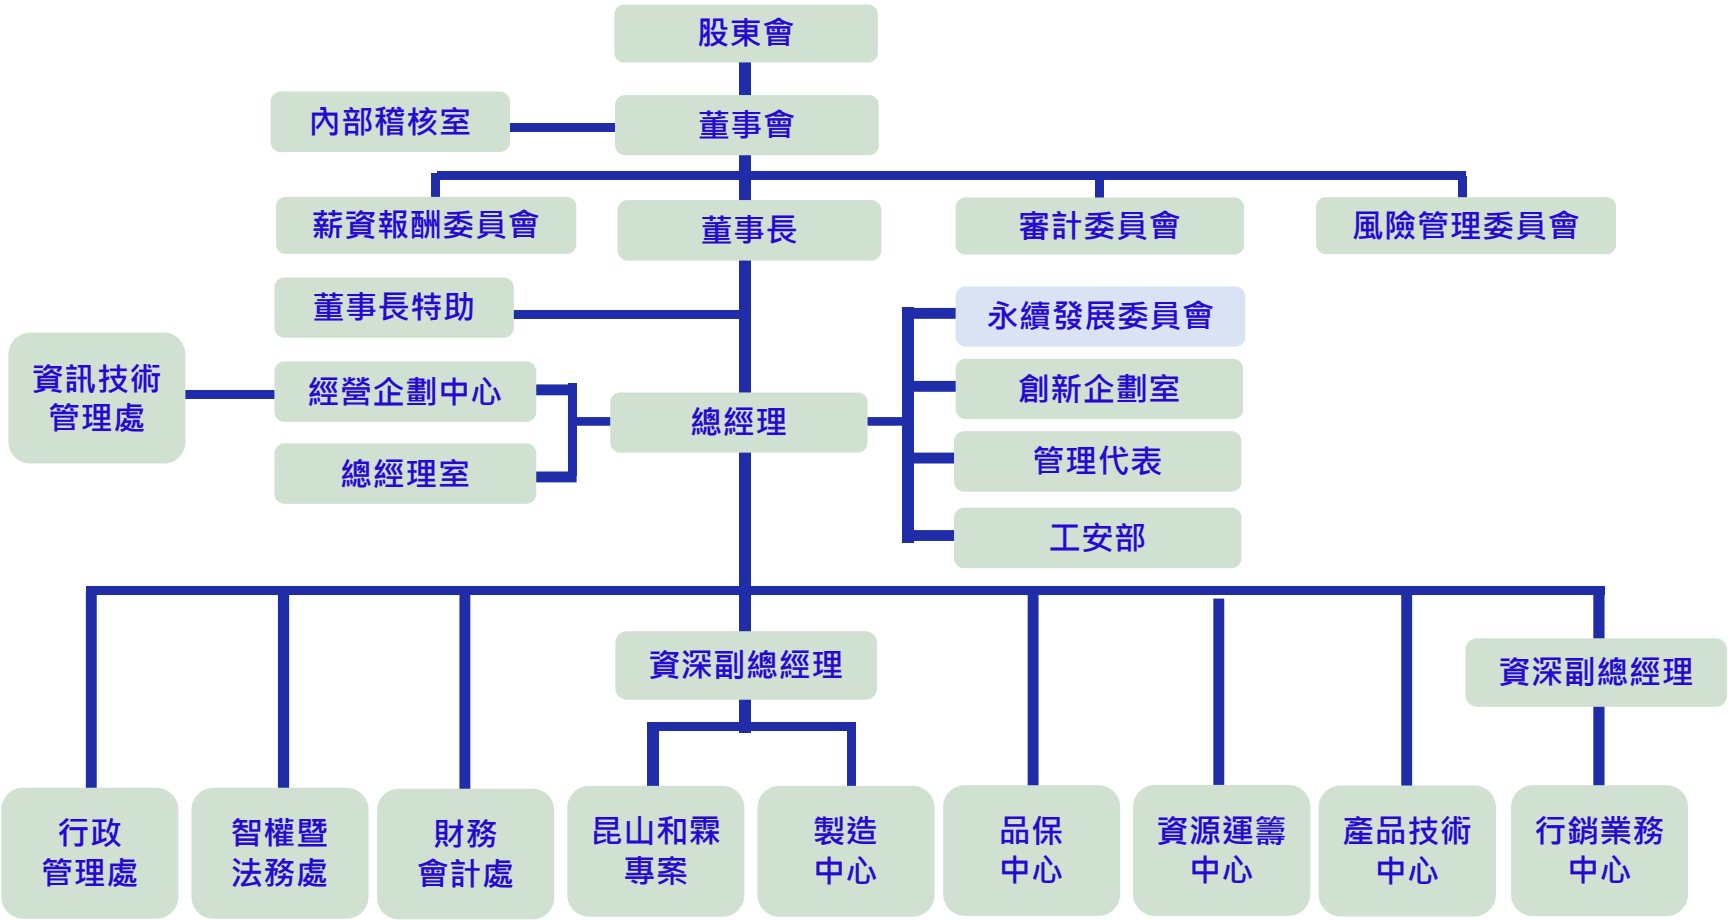 股東會
內部稽核室
董事會
薪資報酬委員會
董事長
審計委員會
風險管理委員會
董事長特助
永續發展委員會
資訊技術
管理處
經營企劃中心
創新企劃室
總經理
總經理室
管理代表
工安部
資深副總經理
資深副總經理
行政
管理處
智權暨
法務處
財務
會計處
昆山和霖
專案
製造
中心
品保
中心
資源運籌
中心
產品技術
中心
行銷業務
中心